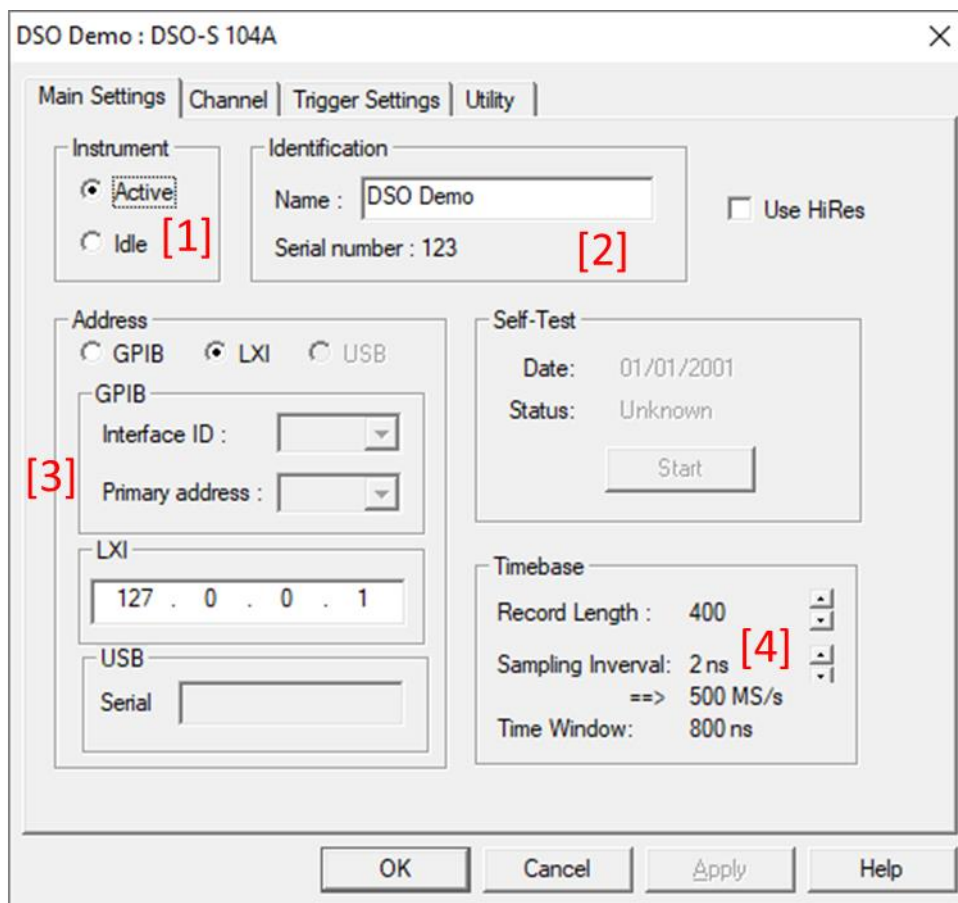 DSO Demo : DSO-S 104A
Main Settings Channel Trigger Settings Utility
Instrument
Active
Idle
[1]
Identification
Name : DSO Demo
Serial number : 123
[2]
Use HiRes
Address
GPIB LXI USB
GPIB
Interface ID :
Primary address :
[3]
LXI
127 . 0 . 0 . 1
USB
Serial
Self-Test
Date: 01/01/2001
Status: Unknown
Start
Timebase
Record Length : 400
Sampling Inverval: 2 ns
[4]
==> 500 MS/s
Time Window: 800 ns
OK Cancel Apply Help